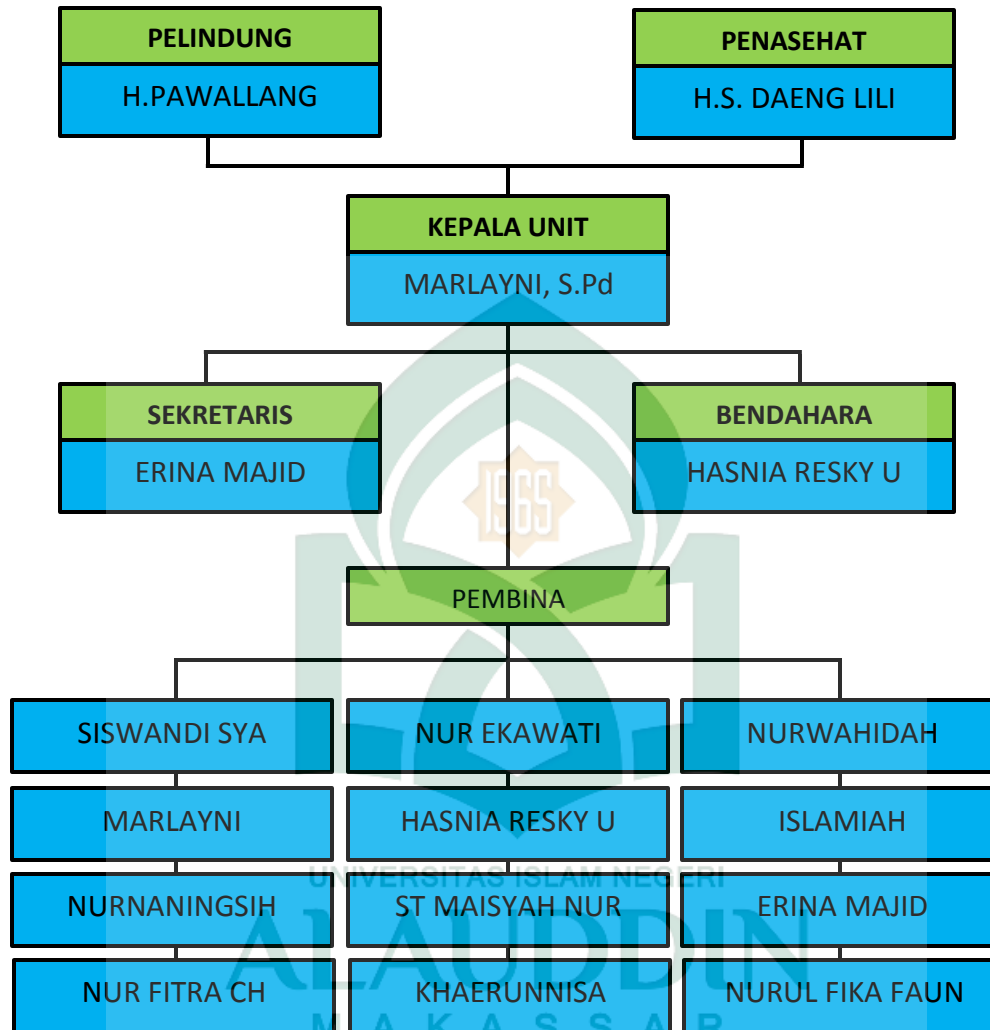 PELINDUNG
H.PAWALLANG
PENASEHAT
H.S. DAENG LILI
KEPALA UNIT
MARLAYNI, S.Pd
SEKRETARIS
ERINA MAJID
BENDAHARA
HASNIA RESKY U
1965
PEMBINA
SISWANDI SYA
NUR EKAWATI
NURWAHIDAH
MARLAYNI
HASNIA RESKY U
ISLAMIAH
UNIVERSITAS ISLAM NEGERI
NURNANINGSIH
ST MAISYAH NUR
ERINA MAJID
ALAUDDIN
NUR FITRA CH
KHAERUNNISA
NURUL FIKA FAUN
MAKASSAR